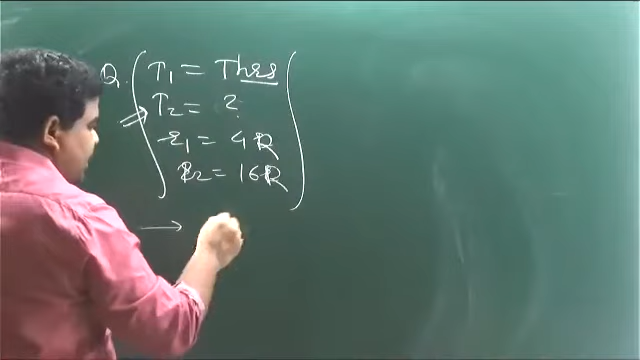 Q. T₁ = Thrs
T₂ = ?
r₁ = 4R
r₂ = 16R
→